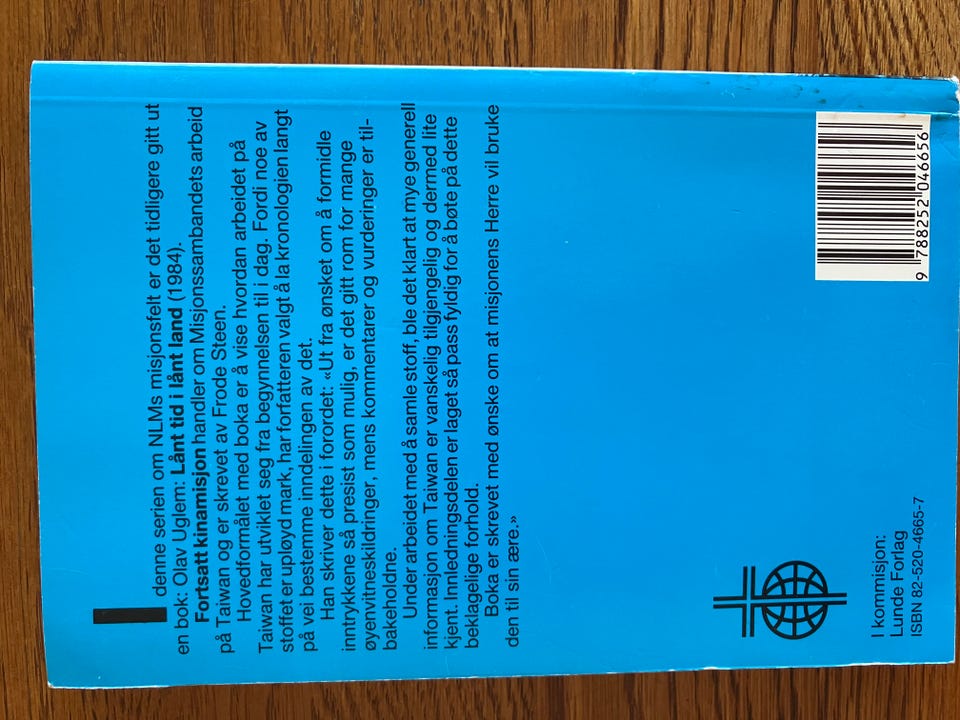 I denne serien om NLMs misjonsfelt er det tidligere gitt ut
en bok: Olav Uglem: Lånt tid i lånt land (1984).
Fortsatt kinamisjon handler om Misjonssambandets arbeid
på Taiwan og er skrevet av Frode Steen.
Hovedformålet med boka er å vise hvordan arbeidet på
Taiwan har utviklet seg fra begynnelsen til i dag. Fordi noe av
stoffet er upløyd mark, har forfatteren valgt å la kronologien langt
på vei bestemme inndelingen av det.
Han skriver dette i forordet: «Ut fra ønsket om å formidle
inntrykkene så presist som mulig, er det gitt rom for mange
øyenvitneskildringer, mens kommentarer og vurderinger er til-
bakeholdne.
Under arbeidet med å samle stoff, ble det klart at mye generell
informasjon om Taiwan er vanskelig tilgjengelig og dermed lite
kjent. Innledningsdelen er laget så pass fyldig for å bøte på dette
beklagelige forhold.
Boka er skrevet med ønske om at misjonens Herre vil bruke
den til sin ære.»
I kommisjon:
Lunde Forlag
ISBN 82-520-4665-7
9 788252 046656